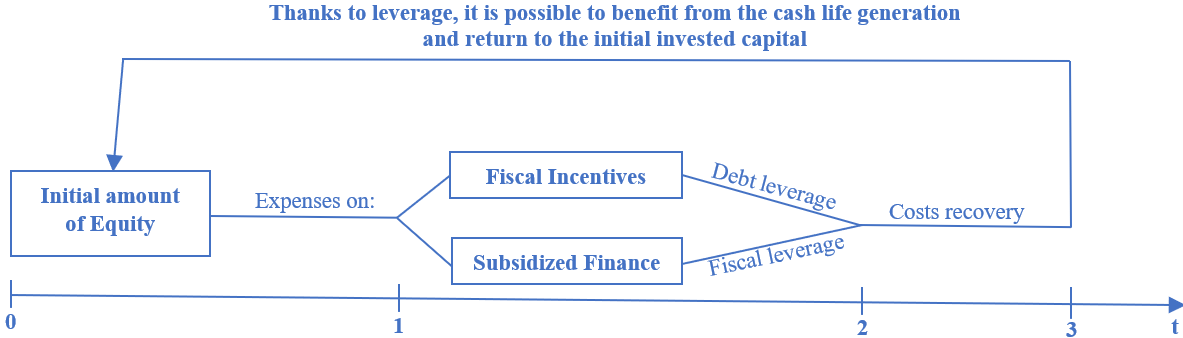 Thanks to leverage, it is possible to benefit from the cash life generation
and return to the initial invested capital
Initial amount
of Equity
Expenses on:
Fiscal Incentives
Subsidized Finance
Debt leverage
Fiscal leverage
Costs recovery
0
1
2
3
t